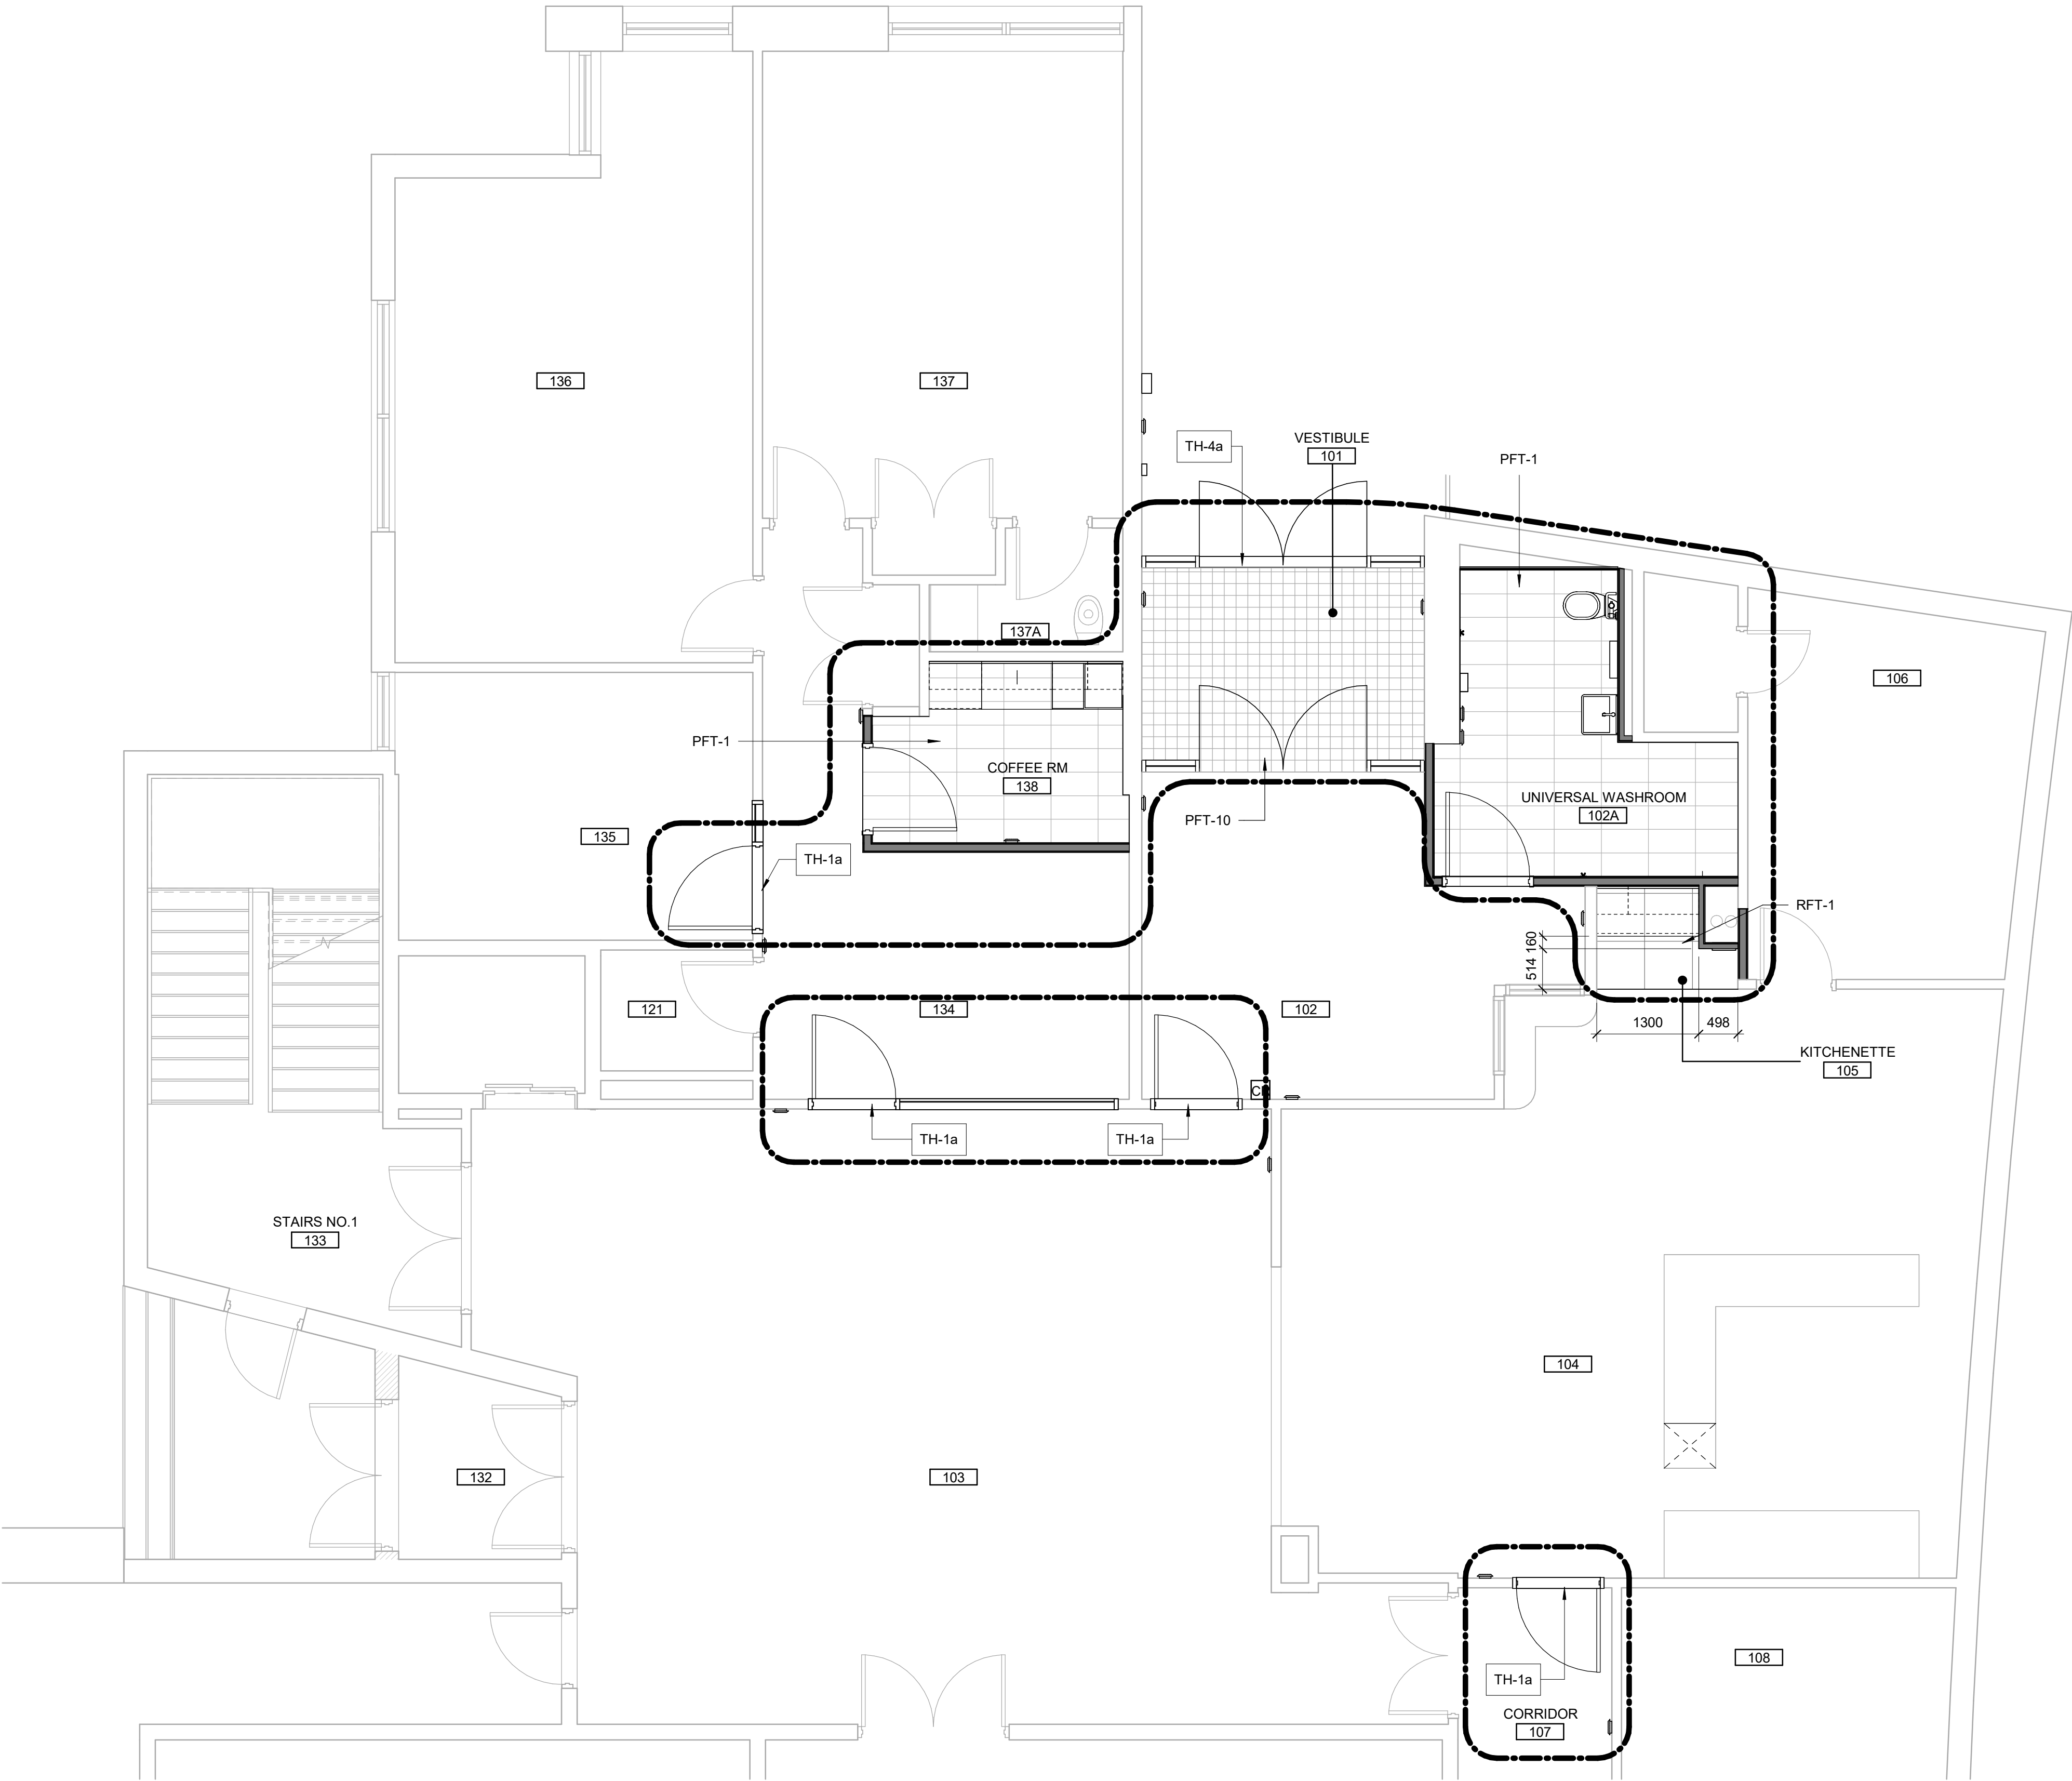 136
137
VESTIBULE
101
TH-4a
PFT-1
137A
106
PFT-1
COFFEE RM
138
UNIVERSAL WASHROOM
102A
PFT-10
135
TH-1a
RFT-1
160
514
121
134
102
1300
498
KITCHENETTE
105
CR
TH-1a
TH-1a
STAIRS NO.1
133
104
132
103
108
TH-1a
CORRIDOR
107